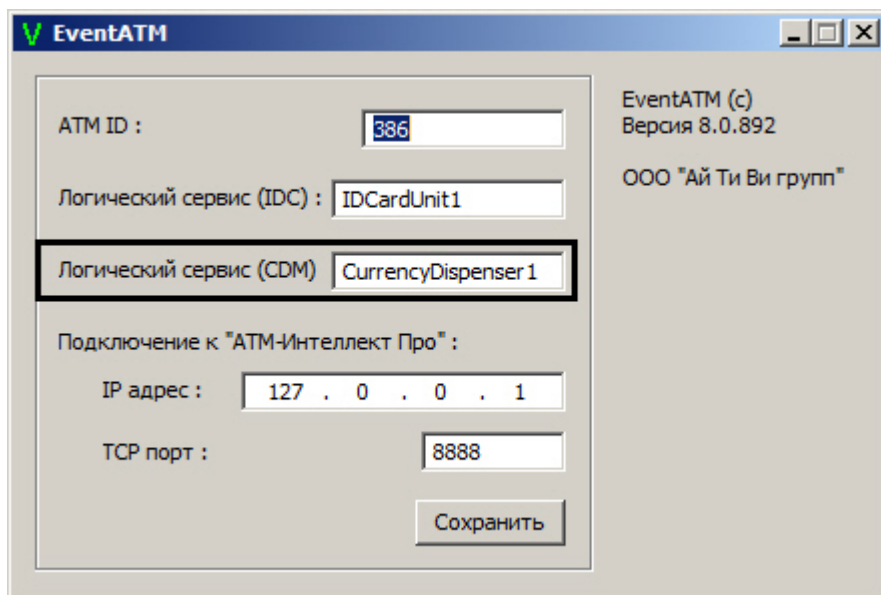 EventATM
ATM ID : 386
Логический сервис (IDC) : IDCardUnit1
Логический сервис (CDM) CurrencyDispenser1
Подключение к "АТМ-Интеллект Про" :
IP адрес : 127 . 0 . 0 . 1
TCP порт : 8888
Сохранить
EventATM (c)
Версия 8.0.892
ООО "Ай Ти Ви групп"